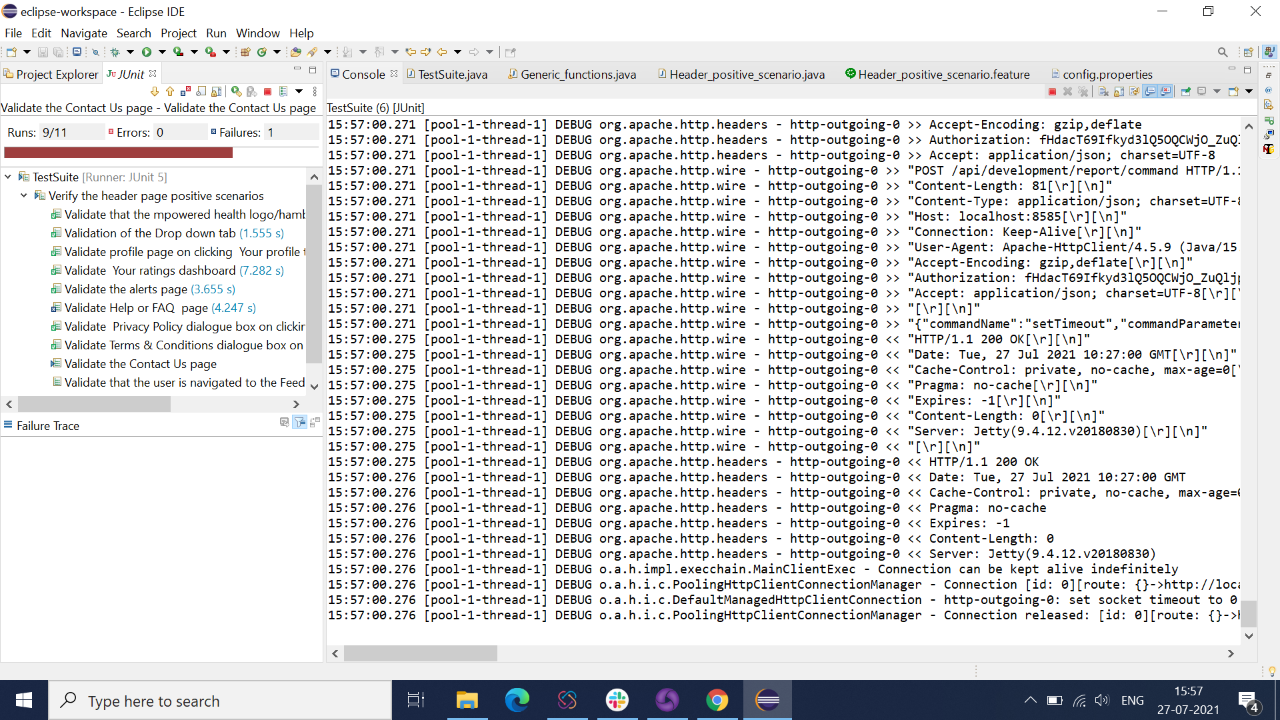 eclipse-workspace - Eclipse IDE
File Edit Navigate Search Project Run Window Help
Project Explorer JUnit
Validate the Contact Us page - Validate the Contact Us page
Runs: 9/11 Errors: 0 Failures: 1
TestSuite [Runner: JUnit 5]
Verify the header page positive scenarios
Validate that the mpowered health logo/hamb
Validation of the Drop down tab (1.555 s)
Validate profile page on clicking Your profile t
Validate Your ratings dashboard (7.282 s)
Validate the alerts page (3.655 s)
Validate Help or FAQ page (4.247 s)
Validate Privacy Policy dialogue box on clickin
Validate Terms & Conditions dialogue box on
Validate the Contact Us page
Validate that the user is navigated to the Feed
Failure Trace
Console TestSuite.java Generic_functions.java Header_positive_scenario.java Header_positive_scenario.feature config.properties
TestSuite (6) [JUnit]
15:57:00.271 [pool-1-thread-1] DEBUG org.apache.http.headers - http-outgoing-0 >> Accept-Encoding: gzip,deflate
15:57:00.271 [pool-1-thread-1] DEBUG org.apache.http.headers - http-outgoing-0 >> Authorization: fHdacT69Ifkyd3lQ5OQCWjO_ZuQl
15:57:00.271 [pool-1-thread-1] DEBUG org.apache.http.headers - http-outgoing-0 >> Accept: application/json; charset=UTF-8
15:57:00.271 [pool-1-thread-1] DEBUG org.apache.http.wire - http-outgoing-0 >> "POST /api/development/report/command HTTP/1.1
15:57:00.271 [pool-1-thread-1] DEBUG org.apache.http.wire - http-outgoing-0 >> "Content-Length: 81[\r][\n]"
15:57:00.271 [pool-1-thread-1] DEBUG org.apache.http.wire - http-outgoing-0 >> "Content-Type: application/json; charset=UTF-8
15:57:00.271 [pool-1-thread-1] DEBUG org.apache.http.wire - http-outgoing-0 >> "Host: localhost:8585[\r][\n]"
15:57:00.271 [pool-1-thread-1] DEBUG org.apache.http.wire - http-outgoing-0 >> "Connection: Keep-Alive[\r][\n]"
15:57:00.271 [pool-1-thread-1] DEBUG org.apache.http.wire - http-outgoing-0 >> "User-Agent: Apache-HttpClient/4.5.9 (Java/15
15:57:00.271 [pool-1-thread-1] DEBUG org.apache.http.wire - http-outgoing-0 >> "Accept-Encoding: gzip,deflate[\r][\n]"
15:57:00.271 [pool-1-thread-1] DEBUG org.apache.http.wire - http-outgoing-0 >> "Authorization: fHdacT69Ifkyd3lQ5OQCWjO_ZuQljp
15:57:00.271 [pool-1-thread-1] DEBUG org.apache.http.wire - http-outgoing-0 >> "Accept: application/json; charset=UTF-8[\r][
15:57:00.271 [pool-1-thread-1] DEBUG org.apache.http.wire - http-outgoing-0 >> "[\r][\n]"
15:57:00.271 [pool-1-thread-1] DEBUG org.apache.http.wire - http-outgoing-0 >> "{"commandName":"setTimeout","commandParameter
15:57:00.275 [pool-1-thread-1] DEBUG org.apache.http.wire - http-outgoing-0 << "HTTP/1.1 200 OK[\r][\n]"
15:57:00.275 [pool-1-thread-1] DEBUG org.apache.http.wire - http-outgoing-0 << "Date: Tue, 27 Jul 2021 10:27:00 GMT[\r][\n]"
15:57:00.275 [pool-1-thread-1] DEBUG org.apache.http.wire - http-outgoing-0 << "Cache-Control: private, no-cache, max-age=0[
15:57:00.275 [pool-1-thread-1] DEBUG org.apache.http.wire - http-outgoing-0 << "Pragma: no-cache[\r][\n]"
15:57:00.275 [pool-1-thread-1] DEBUG org.apache.http.wire - http-outgoing-0 << "Expires: -1[\r][\n]"
15:57:00.275 [pool-1-thread-1] DEBUG org.apache.http.wire - http-outgoing-0 << "Content-Length: 0[\r][\n]"
15:57:00.275 [pool-1-thread-1] DEBUG org.apache.http.wire - http-outgoing-0 << "Server: Jetty(9.4.12.v20180830)[\r][\n]"
15:57:00.275 [pool-1-thread-1] DEBUG org.apache.http.wire - http-outgoing-0 << "[\r][\n]"
15:57:00.275 [pool-1-thread-1] DEBUG org.apache.http.headers - http-outgoing-0 << HTTP/1.1 200 OK
15:57:00.276 [pool-1-thread-1] DEBUG org.apache.http.headers - http-outgoing-0 << Date: Tue, 27 Jul 2021 10:27:00 GMT
15:57:00.276 [pool-1-thread-1] DEBUG org.apache.http.headers - http-outgoing-0 << Cache-Control: private, no-cache, max-age=0
15:57:00.276 [pool-1-thread-1] DEBUG org.apache.http.headers - http-outgoing-0 << Pragma: no-cache
15:57:00.276 [pool-1-thread-1] DEBUG org.apache.http.headers - http-outgoing-0 << Expires: -1
15:57:00.276 [pool-1-thread-1] DEBUG org.apache.http.headers - http-outgoing-0 << Content-Length: 0
15:57:00.276 [pool-1-thread-1] DEBUG org.apache.http.headers - http-outgoing-0 << Server: Jetty(9.4.12.v20180830)
15:57:00.276 [pool-1-thread-1] DEBUG o.a.h.impl.execchain.MainClientExec - Connection can be kept alive indefinitely
15:57:00.276 [pool-1-thread-1] DEBUG o.a.h.i.c.PoolingHttpClientConnectionManager - Connection [id: 0][route: {}->http://loca
15:57:00.276 [pool-1-thread-1] DEBUG o.a.h.i.c.DefaultManagedHttpClientConnection - http-outgoing-0: set socket timeout to 0
15:57:00.276 [pool-1-thread-1] DEBUG o.a.h.i.c.PoolingHttpClientConnectionManager - Connection released: [id: 0][route: {}->h
Type here to search
ENG
15:57
27-07-2021
4